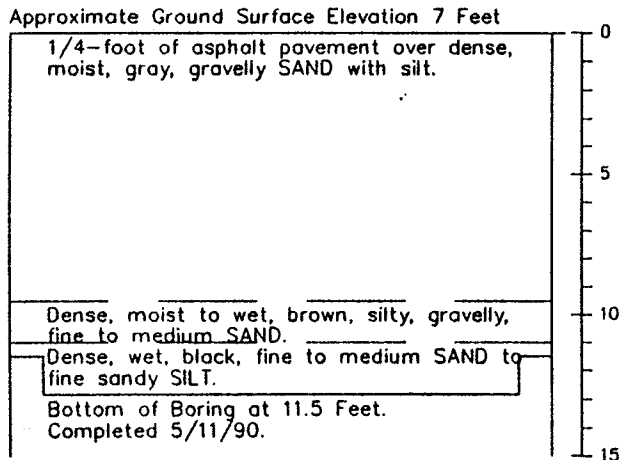 Approximate Ground Surface Elevation 7 Feet
1/4-foot of asphalt pavement over dense,
moist, gray, gravelly SAND with silt.
Dense, moist to wet, brown, silty, gravelly,
fine to medium SAND.
Dense, wet, black, fine to medium SAND to
fine sandy SILT.
Bottom of Boring at 11.5 Feet.
Completed 5/11/90.
0
5
10
15